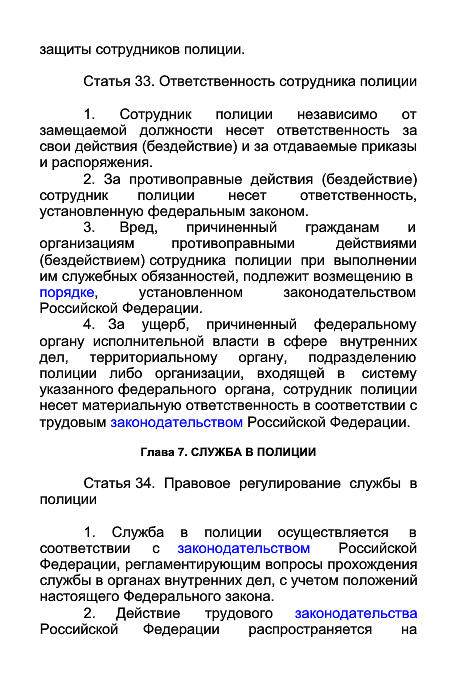 защиты сотрудников полиции.
Статья 33. Ответственность сотрудника полиции
1. Сотрудник полиции независимо от
замещаемой должности несет ответственность за
свои действия (бездействие) и за отдаваемые приказы
и распоряжения.
2. За противоправные действия (бездействие)
сотрудник полиции несет ответственность,
установленную федеральным законом.
3. Вред, причиненный гражданам и
организациям противоправными действиями
(бездействием) сотрудника полиции при выполнении
им служебных обязанностей, подлежит возмещению в
порядке, установленном законодательством
Российской Федерации.
4. За ущерб, причиненный федеральному
органу исполнительной власти в сфере внутренних
дел, территориальному органу, подразделению
полиции либо организации, входящей в систему
указанного федерального органа, сотрудник полиции
несет материальную ответственность в соответствии с
трудовым законодательством Российской Федерации.
Глава 7. СЛУЖБА В ПОЛИЦИИ
Статья 34. Правовое регулирование службы в
полиции
1. Служба в полиции осуществляется в
соответствии с законодательством Российской
Федерации, регламентирующим вопросы прохождения
службы в органах внутренних дел, с учетом положений
настоящего Федерального закона.
2. Действие трудового законодательства
Российской Федерации распространяется на